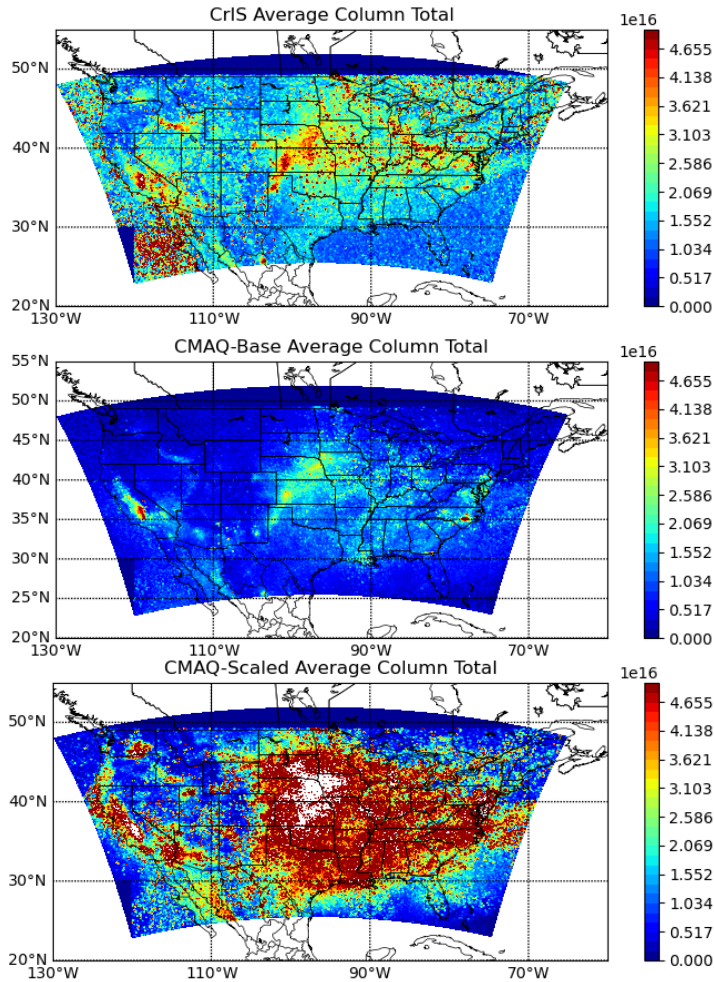 CrIS Average Column Total
1e16
50°N
40°N
30°N
20°N
130°W
110°W
90°W
70°W
4.655
4.138
3.621
3.103
2.586
2.069
1.552
1.034
0.517
0.000
CMAQ-Base Average Column Total
1e16
55°N
50°N
45°N
40°N
35°N
30°N
25°N
20°N
130°W
110°W
90°W
70°W
4.655
4.138
3.621
3.103
2.586
2.069
1.552
1.034
0.517
0.000
CMAQ-Scaled Average Column Total
1e16
50°N
40°N
30°N
20°N
130°W
110°W
90°W
70°W
4.655
4.138
3.621
3.103
2.586
2.069
1.552
1.034
0.517
0.000